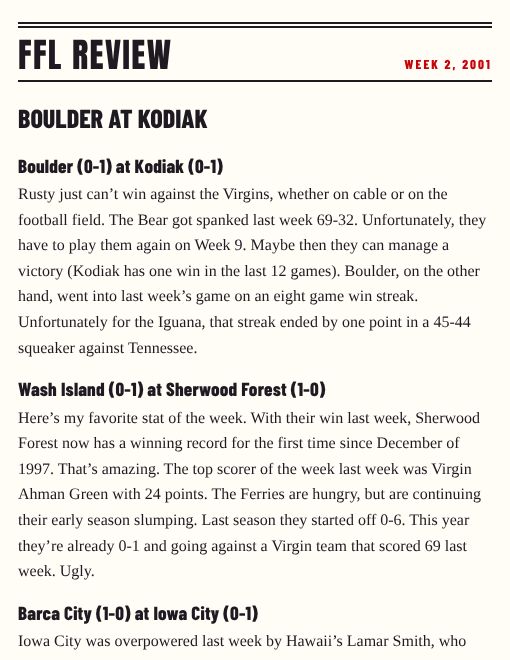 FFL REVIEW
WEEK 2, 2001
BOULDER AT KODIAK
Boulder (0-1) at Kodiak (0-1)
Rusty just can’t win against the Virgins, whether on cable or on the
football field. The Bear got spanked last week 69-32. Unfortunately, they
have to play them again on Week 9. Maybe then they can manage a
victory (Kodiak has one win in the last 12 games). Boulder, on the other
hand, went into last week’s game on an eight game win streak.
Unfortunately for the Iguana, that streak ended by one point in a 45-44
squeaker against Tennessee.
Wash Island (0-1) at Sherwood Forest (1-0)
Here’s my favorite stat of the week. With their win last week, Sherwood
Forest now has a winning record for the first time since December of
1997. That’s amazing. The top scorer of the week last week was Virgin
Ahman Green with 24 points. The Ferries are hungry, but are continuing
their early season slumping. Last season they started off 0-6. This year
they’re already 0-1 and going against a Virgin team that scored 69 last
week. Ugly.
Barca City (1-0) at Iowa City (0-1)
Iowa City was overpowered last week by Hawaii’s Lamar Smith, who